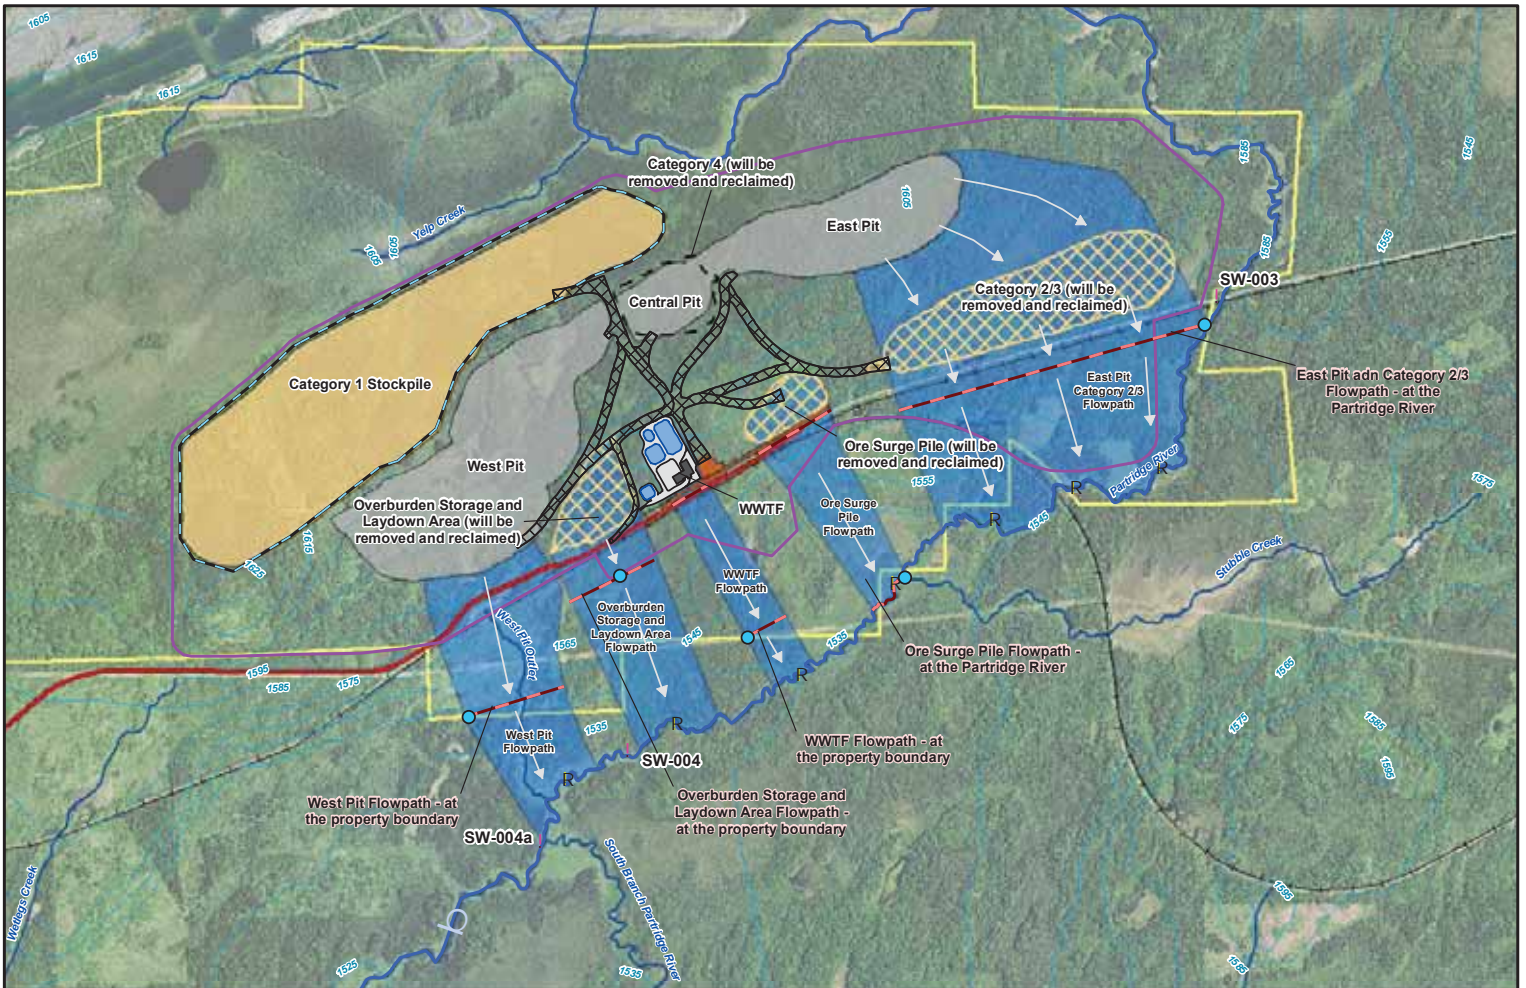 1605
1615
1615
Category 4 (will be
removed and reclaimed)
1585
1545
Yelp Creek
1605
1605
1605
East Pit
1585
1555
Central Pit
Category 2/3 (will be
removed and reclaimed)
SW-003
Category 1 Stockpile
East Pit
Category 2/3
Flowpath
East Pit adn Category 2/3
Flowpath - at the
Partridge River
West Pit
Ore Surge Pile (will be
removed and reclaimed)
1555
Partridge River
R
R
1575
Overburden Storage and
Laydown Area (will be
removed and reclaimed)
WWTF
Ore Surge
Pile
Flowpath
R
1545
1615
1625
Stubble Creek
WWTF
Flowpath
R
Overburden
Storage and
Laydown Area
Flowpath
West Pit Outlet
1565
1545
1535
Ore Surge Pile Flowpath -
at the Partridge River
1565
1595
1585
1575
R
West Pit
Flowpath
1535
R
1575
1585
SW-004
WWTF Flowpath - at
the property boundary
1595
R
West Pit Flowpath - at
the property boundary
Overburden Storage and
Laydown Area Flowpath -
at the property boundary
SW-004a
South Branch Partridge River
Wetlegs Creek
1595
1525
1535
1585